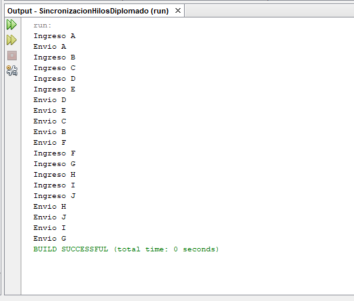 Output - SincronizacionHilosDiplomado (run) ×
run:
Ingreso A
Envio A
Ingreso B
Ingreso C
Ingreso D
Ingreso E
Envio D
Envio E
Envio C
Envio B
Envio F
Ingreso F
Ingreso G
Ingreso H
Ingreso I
Ingreso J
Envio H
Envio J
Envio I
Envio G
BUILD SUCCESSFUL (total time: 0 seconds)